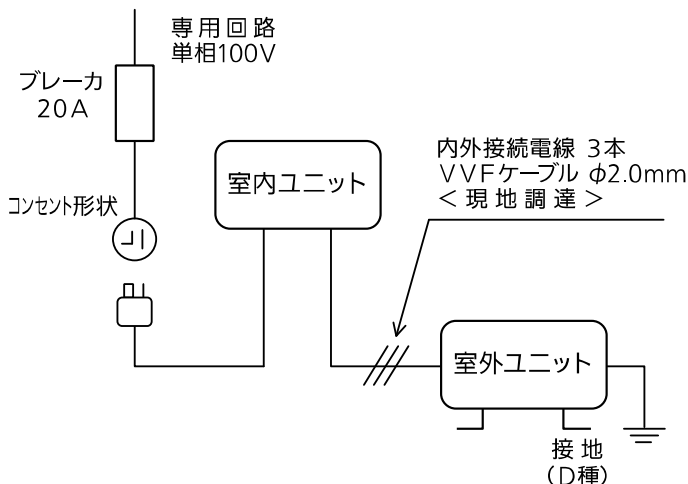 専用回路
単相100V
ブレーカ
20A
コンセント形状
室内ユニット
内外接続電線 3本
VVFケーブル φ2.0mm
＜現地調達＞
室外ユニット
接地
(D種)